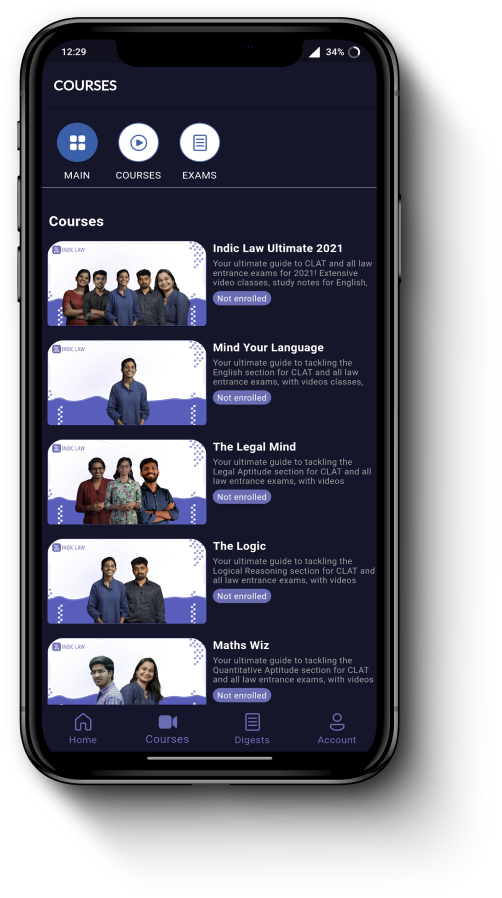 12:29
34%
COURSES
MAIN
COURSES
EXAMS
Courses
INDIC LAW
Indic Law Ultimate 2021
Your ultimate guide to CLAT and all law
entrance exams for 2021! Extensive
video classes, study notes for English,
Not enrolled
INDIC LAW
Mind Your Language
Your ultimate guide to tackling the
English section for CLAT and all law
entrance exams, with videos classes,
Not enrolled
INDIC LAW
The Legal Mind
Your ultimate guide to tackling the
Legal Aptitude section for CLAT and all
law entrance exams, with videos
Not enrolled
INDIC LAW
The Logic
Your ultimate guide to tackling the
Logical Reasoning section for CLAT and
all law entrance exams, with videos
Not enrolled
INDIC LAW
Maths Wiz
Your ultimate guide to tackling the
Quantitative Aptitude section for CLAT
and all law entrance exams, with videos
Not enrolled
Home
Courses
Digests
Account